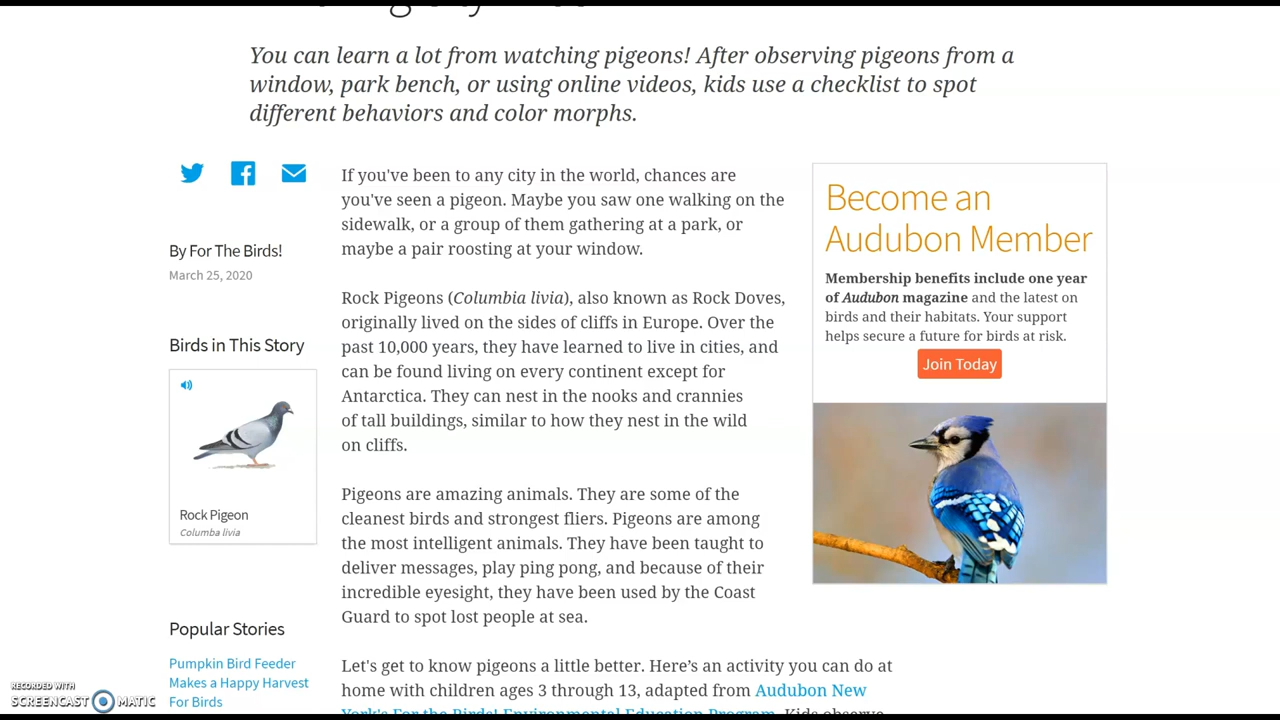 You can learn a lot from watching pigeons! After observing pigeons from a
window, park bench, or using online videos, kids use a checklist to spot
different behaviors and color morphs.
By For The Birds!
March 25, 2020
Birds in This Story
Rock Pigeon
Columba livia
Popular Stories
Pumpkin Bird Feeder
Makes a Happy Harvest
For Birds
If you've been to any city in the world, chances are
you've seen a pigeon. Maybe you saw one walking on the
sidewalk, or a group of them gathering at a park, or
maybe a pair roosting at your window.
Rock Pigeons (Columbia livia), also known as Rock Doves,
originally lived on the sides of cliffs in Europe. Over the
past 10,000 years, they have learned to live in cities, and
can be found living on every continent except for
Antarctica. They can nest in the nooks and crannies
of tall buildings, similar to how they nest in the wild
on cliffs.
Pigeons are amazing animals. They are some of the
cleanest birds and strongest fliers. Pigeons are among
the most intelligent animals. They have been taught to
deliver messages, play ping pong, and because of their
incredible eyesight, they have been used by the Coast
Guard to spot lost people at sea.
Let's get to know pigeons a little better. Here’s an activity you can do at
home with children ages 3 through 13, adapted from Audubon New
York's For the Birds! Environmental Education Program. Kids observe
Become an
Audubon Member
Membership benefits include one year
of Audubon magazine and the latest on
birds and their habitats. Your support
helps secure a future for birds at risk.
Join Today
RECORDED WITH
SCREENCAST MATIC